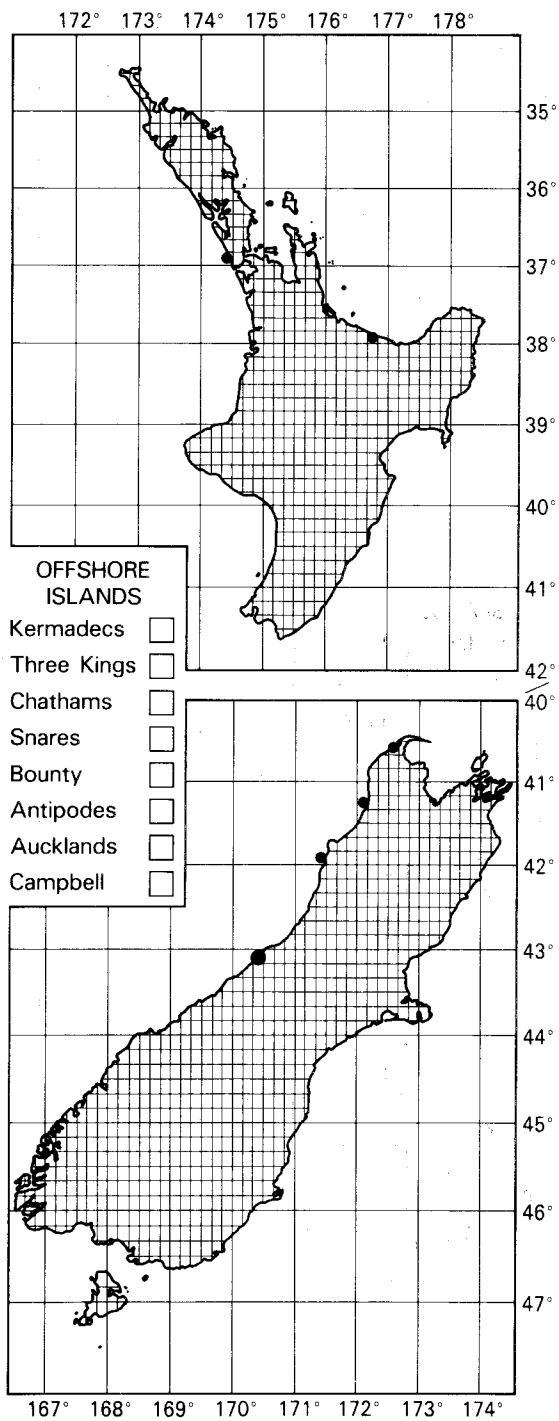 172° 173° 174° 175° 176° 177° 178°
35°
36°
37°
38°
39°
40°
41°
42°
OFFSHORE
ISLANDS
Kermadecs
Three Kings
Chathams
Snares
Bounty
Antipodes
Aucklands
Campbell
40°
41°
42°
43°
44°
45°
46°
47°
167° 168° 169° 170° 171° 172° 173° 174°